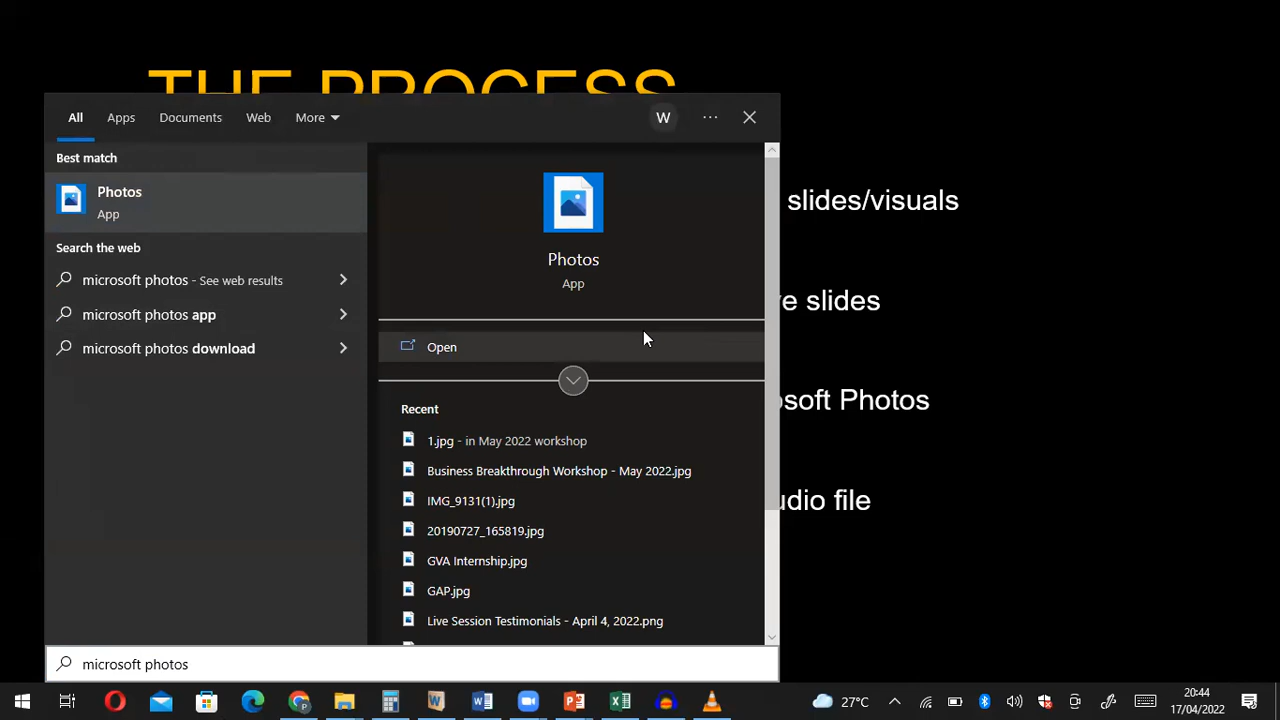 THE PROCESS
All Apps Documents Web More W
Best match
Photos
App
Search the web
microsoft photos - See web results
microsoft photos app
microsoft photos download
Photos
App
Open
Recent
1.jpg - in May 2022 workshop
Business Breakthrough Workshop - May 2022.jpg
IMG_9131(1).jpg
20190727_165819.jpg
GVA Internship.jpg
GAP.jpg
Live Session Testimonials - April 4, 2022.png
slides/visuals
slides
Photos
file
microsoft photos
27°C
20:44
17/04/2022